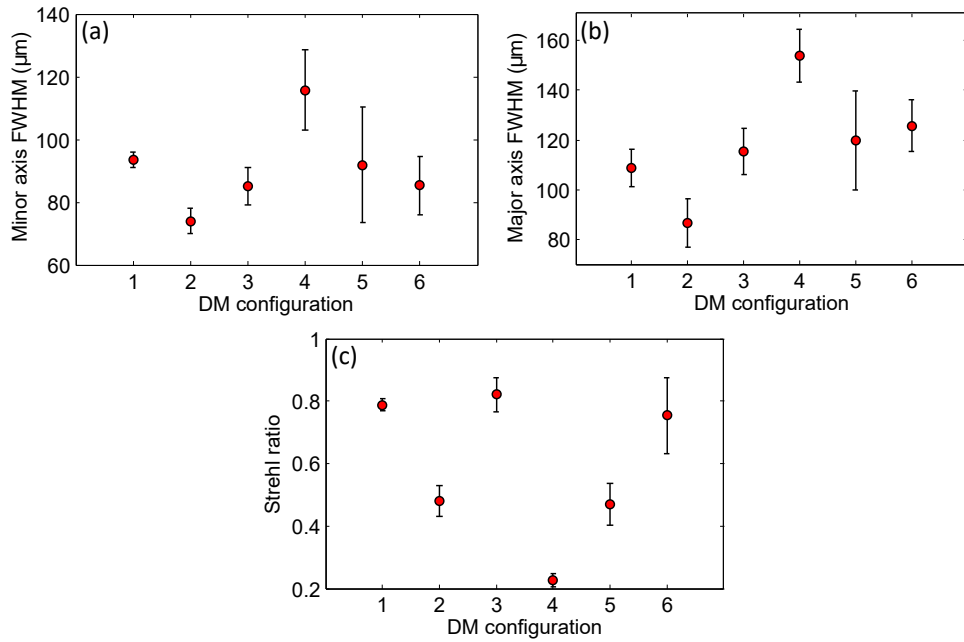 (a)
140
120
100
80
60
Minor axis FWHM (µm)
1 2 3 4 5 6
DM configuration
(b)
160
140
120
100
80
Major axis FWHM (µm)
1 2 3 4 5 6
DM configuration
(c)
1
0.8
0.6
0.4
0.2
Strehl ratio
1 2 3 4 5 6
DM configuration